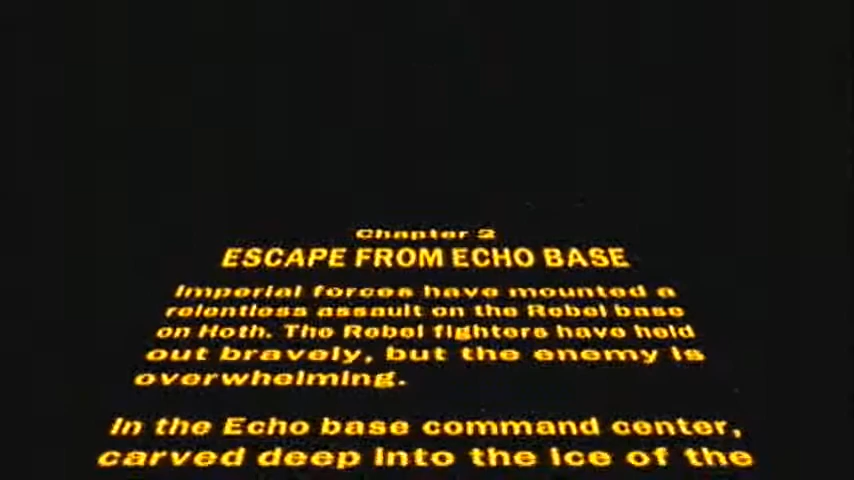 Chapter 2
ESCAPE FROM ECHO BASE
Imperial forces have mounted a
relentless assault on the Rebel base
on Hoth. The Rebel fighters have held
out bravely, but the enemy is
overwhelming.
In the Echo base command center,
carved deep into the ice of the